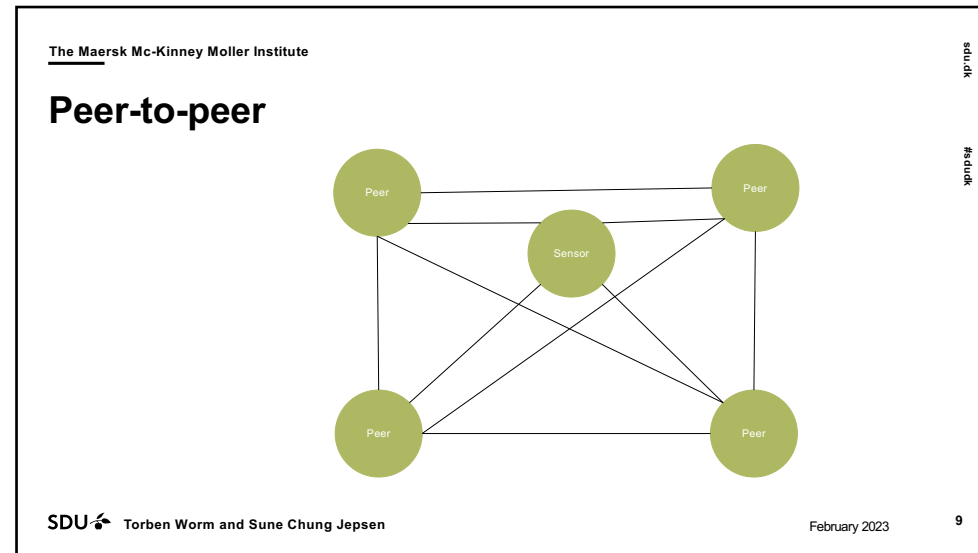 The Maersk Mc-Kinney Moller Institute
sdu.dk
#sdudk
Peer-to-peer
Peer
Peer
Sensor
Peer
Peer
SDU Torben Worm and Sune Chung Jepsen
February 2023
9